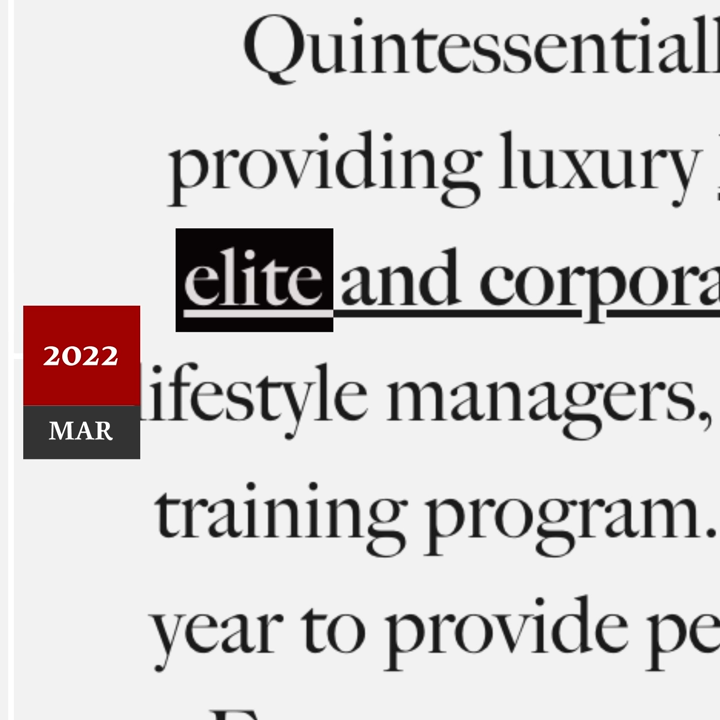 Quintessentiall
providing luxury
elite and corpora
2022
MAR
lifestyle managers,
training program.
year to provide pe